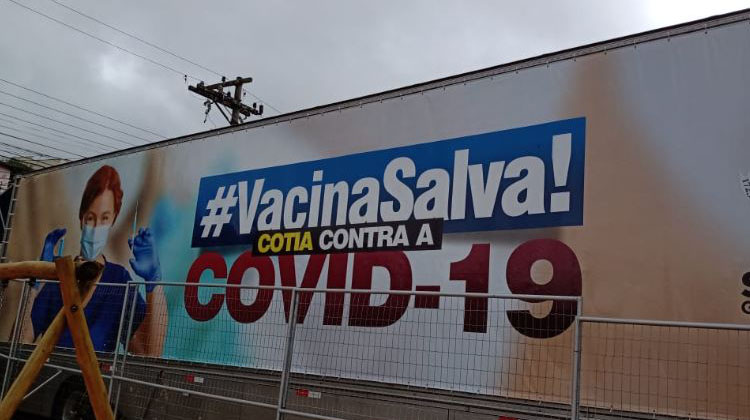 #VacinaSalva!
COTIA CONTRA A
COVID-19